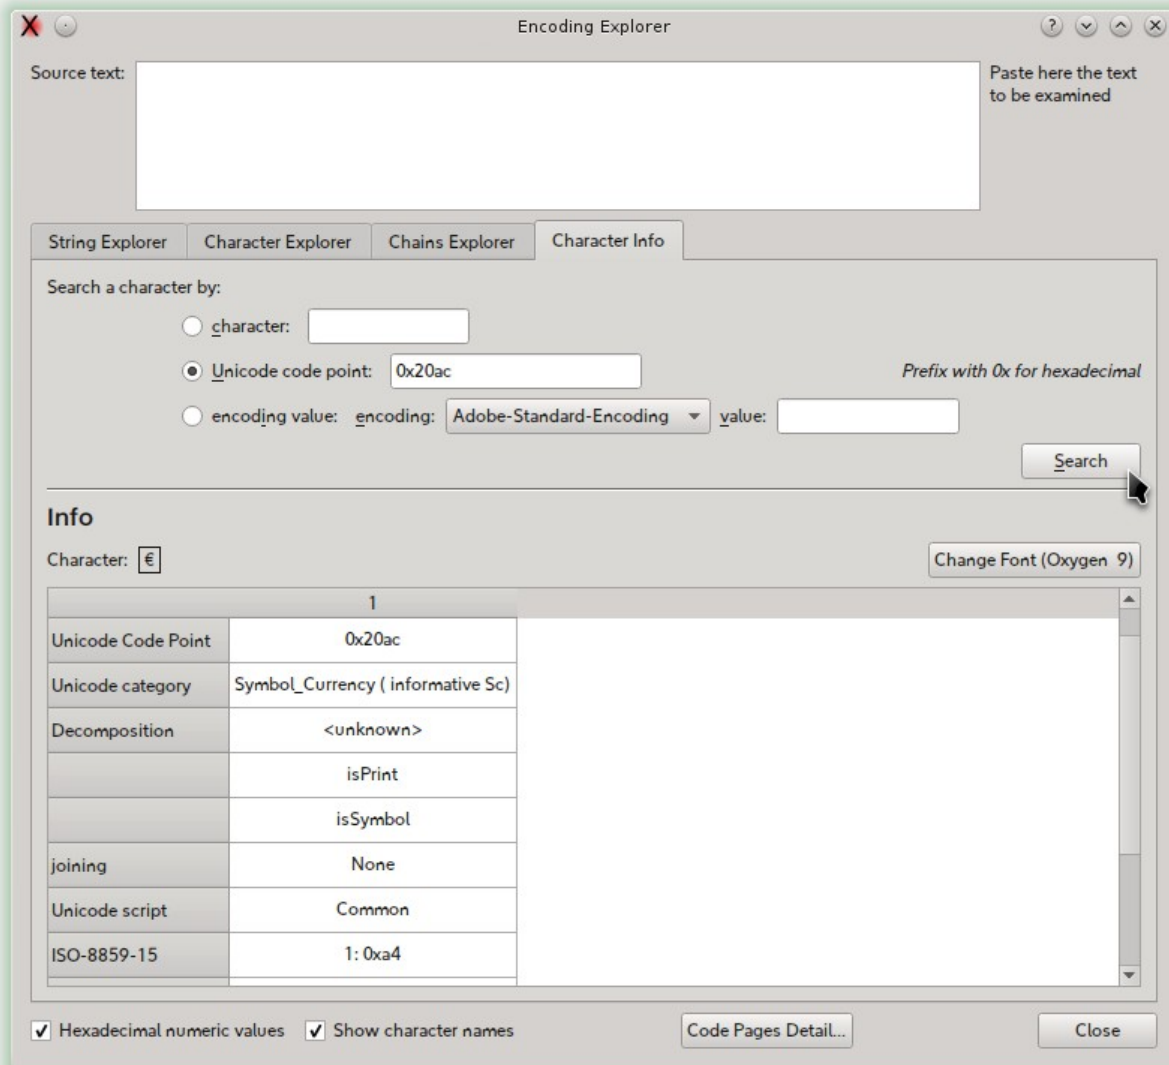 Encoding Explorer
Source text:
Paste here the text
to be examined
String Explorer
Character Explorer
Chains Explorer
Character Info
Search a character by:
character:
Unicode code point: 0x20ac
Prefix with 0x for hexadecimal
encoding value: encoding: Adobe-Standard-Encoding value:
Search
Info
Character: €
Change Font (Oxygen 9)
1
Unicode Code Point 0x20ac
Unicode category Symbol_Currency ( informative Sc)
Decomposition <unknown>
isPrint
isSymbol
joining None
Unicode script Common
ISO-8859-15 1: 0xa4
Hexadecimal numeric values
Show character names
Code Pages Detail...
Close